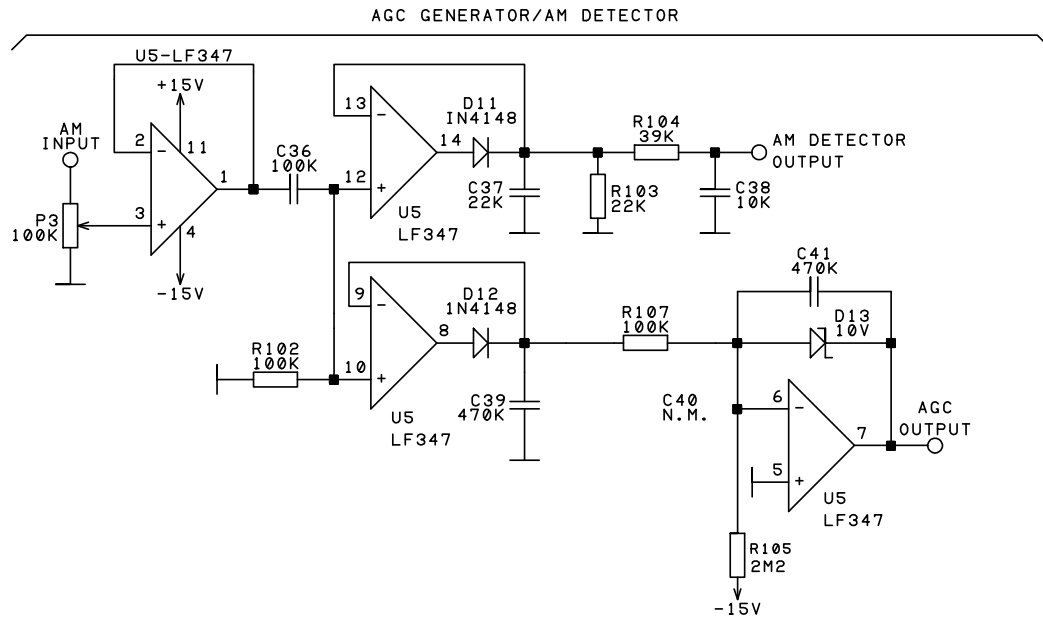 AGC GENERATOR/AM DETECTOR
U5-LF347
+15V
AM
INPUT
2
11
1
3
4
P3
100K
-15V
C36
100K
13
12
14
U5
LF347
D11
IN4148
C37
22K
R103
22K
R104
39K
C38
10K
AM DETECTOR
OUTPUT
R102
100K
9
10
8
U5
LF347
D12
1N4148
C39
470K
R107
100K
C41
470K
D13
10V
C40
N.M.
6
5
7
U5
LF347
AGC
OUTPUT
R105
2M2
-15V